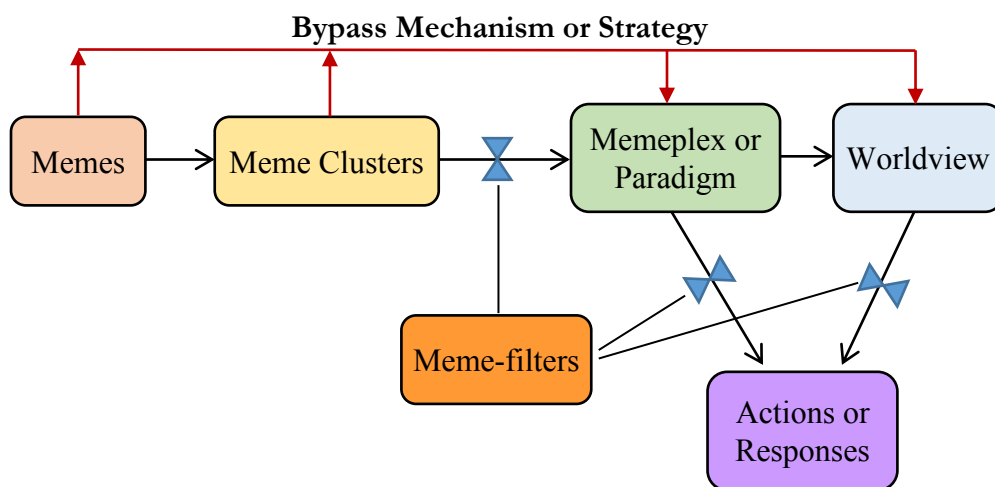 Bypass Mechanism or Strategy
Memes
Meme Clusters
Memeplex or
Paradigm
Worldview
Meme-filters
Actions or
Responses